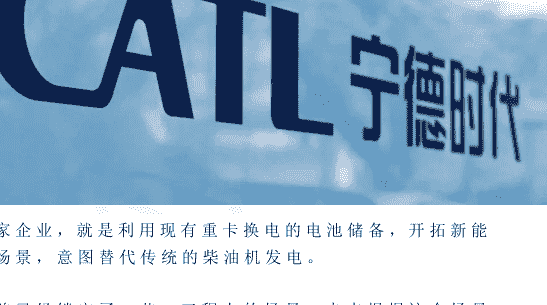 CATL 宁德时代
家企业，就是利用现有重卡换电的电池储备，开拓新能
场景，意图替代传统的柴油机发电。